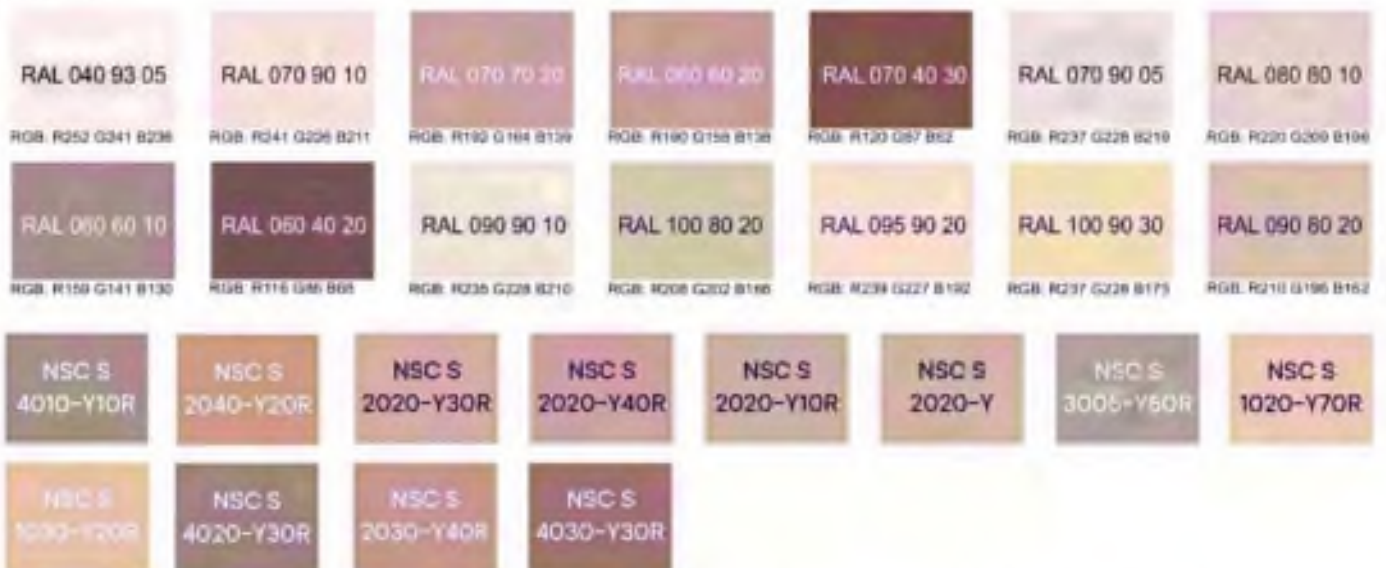 RAL 040 93 05
RAL 070 90 10
RAL 070 70 20
RAL 060 60 20
RAL 070 40 30
RAL 070 90 05
RAL 080 80 10
RGB: R252 G241 B236
RGB: R241 G226 B211
RGB: R192 G164 B139
RGB: R190 G155 B138
RGB: R120 G87 B62
RGB: R237 G228 B219
RGB: R220 G209 B196
RAL 060 60 10
RAL 060 40 20
RAL 090 90 10
RAL 100 80 20
RAL 095 90 20
RAL 100 90 30
RAL 090 80 20
RGB: R159 G141 B130
RGB: R116 G86
RGB: R235 G228 B210
RGB: R208 G202 B166
RGB: R239 G227 B192
RGB: R237 G228 B175
RGB: R210 G196 B162
NSC S
4010-Y10R
NSC S
2040-Y20R
NSC S
2020-Y30R
NSC S
2020-Y40R
NSC S
2020-Y10R
NSC S
2020-Y
NSC S
3005-Y50R
NSC S
1020-Y70R
NSC S
1030-Y20R
NSC S
4020-Y30R
NSC S
2030-Y40R
NSC S
4030-Y30R